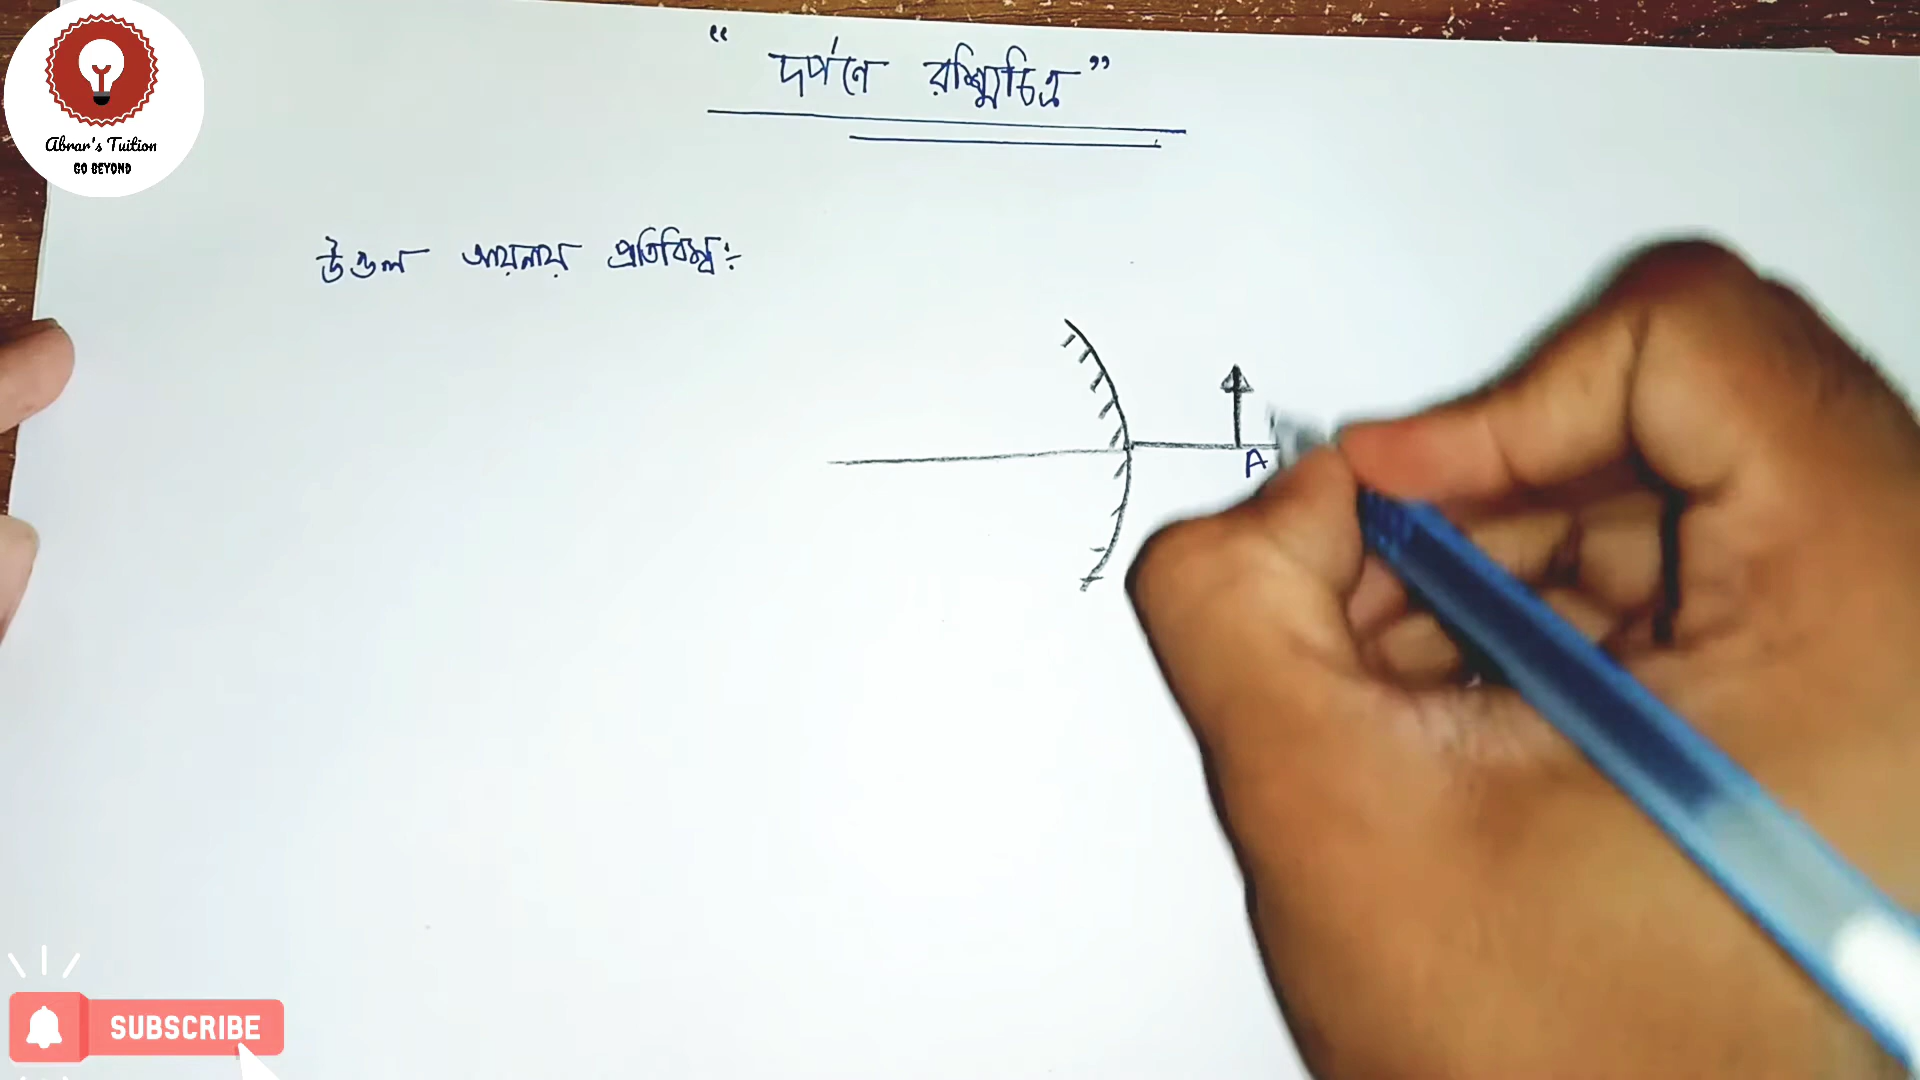 Abrar's Tuition
GO BEYOND
“ দর্পণে রশ্মিচিত্র ”
উত্তল আয়নায় প্রতিবিম্ব :
A
SUBSCRIBE